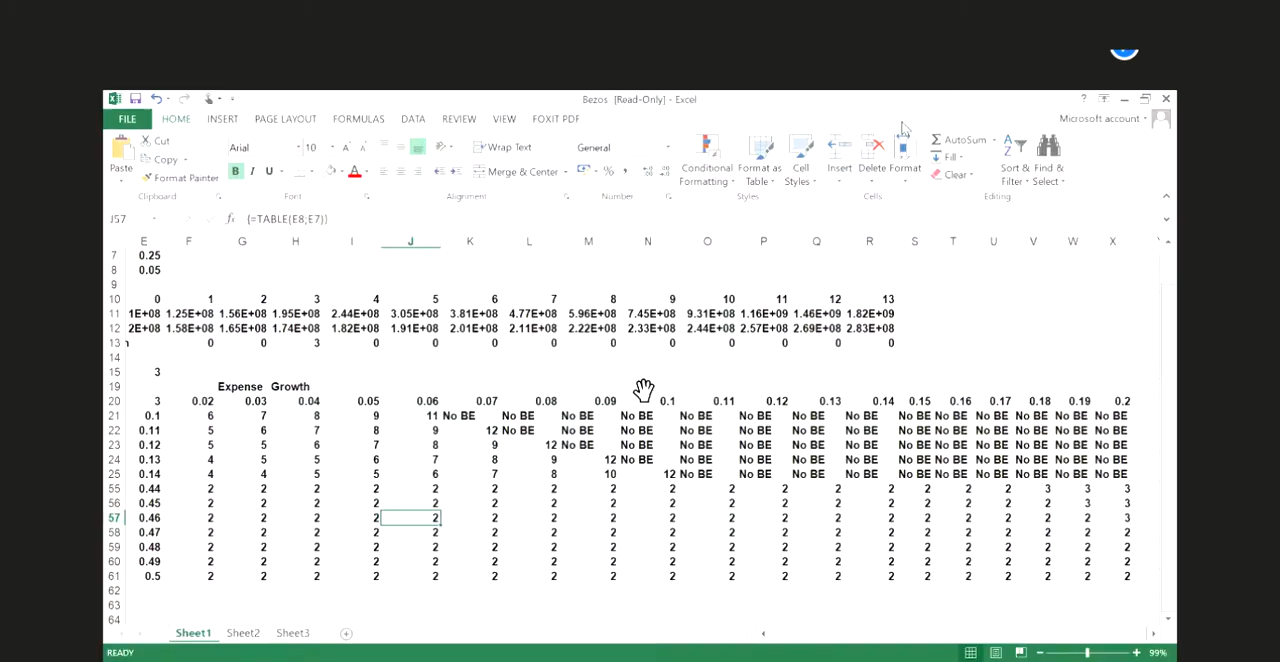 Bezos [Read-Only] - Excel
?
FILE HOME INSERT PAGE LAYOUT FORMULAS DATA REVIEW VIEW FOXIT PDF Microsoft account
Cut Arial 10 Wrap Text General AutoSum
Paste Copy Fill
Format Painter B I U Merge & Center % , Conditional Formatting Format as Table Cell Styles Insert Delete Format Clear Sort & Filter Find & Select
Clipboard Font Alignment Number Styles Cells Editing
J57 fx {=TABLE(E8;E7)}
E F G H I J K L M N O P Q R S T U V W X
7 0.25
8 0.05
9
10 0 1 2 3 4 5 6 7 8 9 10 11 12 13
11 1E+08 1.25E+08 1.56E+08 1.95E+08 2.44E+08 3.05E+08 3.81E+08 4.77E+08 5.96E+08 7.45E+08 9.31E+08 1.16E+09 1.46E+09 1.82E+09
12 2E+08 1.58E+08 1.65E+08 1.74E+08 1.82E+08 1.91E+08 2.01E+08 2.11E+08 2.22E+08 2.33E+08 2.44E+08 2.57E+08 2.69E+08 2.83E+08
13 0 0 3 0 0 0 0 0 0 0 0 0 0
14
15 3
19 Expense Growth
20 3 0.02 0.03 0.04 0.05 0.06 0.07 0.08 0.09 0.1 0.11 0.12 0.13 0.14 0.15 0.16 0.17 0.18 0.19 0.2
21 0.1 6 7 8 9 11 No BE No BE No BE No BE No BE No BE No BE No BE No BE No BE No BE No BE No BE No BE
22 0.11 5 6 7 8 9 12 No BE No BE No BE No BE No BE No BE No BE No BE No BE No BE No BE No BE No BE
23 0.12 5 5 6 7 8 9 12 No BE No BE No BE No BE No BE No BE No BE No BE No BE No BE No BE No BE
24 0.13 4 5 5 6 7 8 9 12 No BE No BE No BE No BE No BE No BE No BE No BE No BE No BE No BE
25 0.14 4 4 5 5 6 7 8 10 12 No BE No BE No BE No BE No BE No BE No BE No BE No BE No BE
55 0.44 2 2 2 2 2 2 2 2 2 2 2 2 2 2 2 2 3 3 3
56 0.45 2 2 2 2 2 2 2 2 2 2 2 2 2 2 2 2 2 3 3
57 0.46 2 2 2 2 2 2 2 2 2 2 2 2 2 2 2 2 2 2 3
58 0.47 2 2 2 2 2 2 2 2 2 2 2 2 2 2 2 2 2 2 2
59 0.48 2 2 2 2 2 2 2 2 2 2 2 2 2 2 2 2 2 2 2
60 0.49 2 2 2 2 2 2 2 2 2 2 2 2 2 2 2 2 2 2 2
61 0.5 2 2 2 2 2 2 2 2 2 2 2 2 2 2 2 2 2 2 2
62
63
64
Sheet1 Sheet2 Sheet3
READY 99%